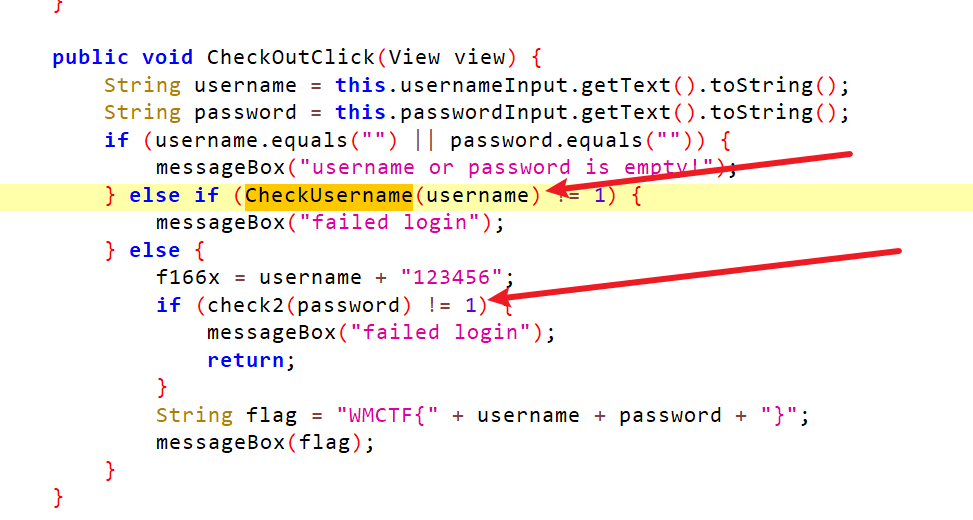 }
public void CheckOutClick(View view) {
String username = this.usernameInput.getText().toString();
String password = this.passwordInput.getText().toString();
if (username.equals("") || password.equals("")) {
messageBox("username or password is empty!");
} else if (CheckUsername(username) != 1) {
messageBox("failed login");
} else {
f166x = username + "123456";
if (check2(password) != 1) {
messageBox("failed login");
return;
}
String flag = "WMCTF{" + username + password + "}";
messageBox(flag);
}
}